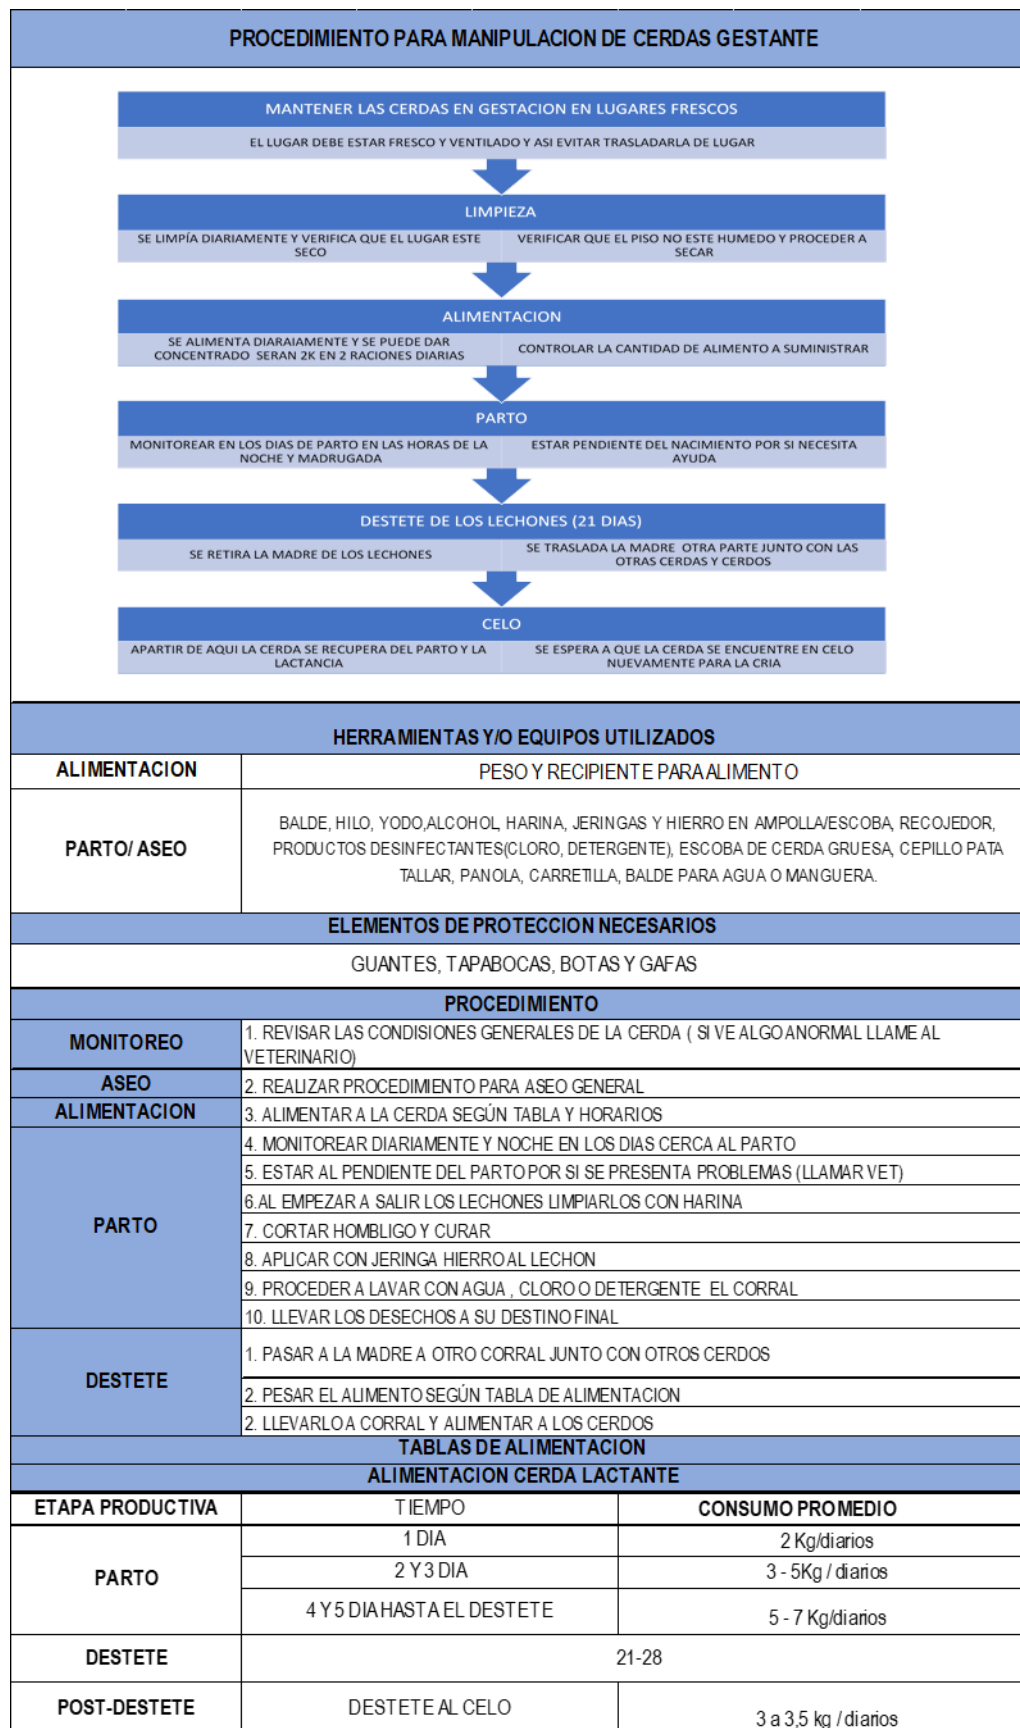 PROCEDIMIENTO PARA MANIPULACION DE CERDAS GESTANTE
MANTENER LAS CERDAS EN GESTACION EN LUGARES FRESCOS
EL LUGAR DEBE ESTAR FRESCO Y VENTILADO Y ASI EVITAR TRASLADARLA DE LUGAR
LIMPIEZA
SE LIMPÍA DIARIAMENTE Y VERIFICA QUE EL LUGAR ESTE
SECO
VERIFICAR QUE EL PISO NO ESTE HUMEDO Y PROCEDER A
SECAR
ALIMENTACION
SE ALIMENTA DIARAIAMENTE Y SE PUEDE DAR
CONCENTRADO SERAN 2K EN 2 RACIONES DIARIAS
CONTROLAR LA CANTIDAD DE ALIMENTO A SUMINISTRAR
PARTO
MONITOREAR EN LOS DIAS DE PARTO EN LAS HORAS DE LA
NOCHE Y MADRUGADA
ESTAR PENDIENTE DEL NACIMIENTO POR SI NECESITA
AYUDA
DESTETE DE LOS LECHONES (21 DIAS)
SE RETIRA LA MADRE DE LOS LECHONES
SE TRASLADA LA MADRE OTRA PARTE JUNTO CON LAS
OTRAS CERDAS Y CERDOS
CELO
APARTIR DE AQUI LA CERDA SE RECUPERA DEL PARTO Y LA
LACTANCIA
SE ESPERA A QUE LA CERDA SE ENCUENTRE EN CELO
NUEVAMENTE PARA LA CRIA
HERRAMIENTAS Y/O EQUIPOS UTILIZADOS
ALIMENTACION
PESO Y RECIPIENTE PARA ALIMENTO
PARTO/ ASEO
BALDE, HILO, YODO,ALCOHOL, HARINA, JERINGAS Y HIERRO EN AMPOLLA/ESCOBA, RECOJEDOR,
PRODUCTOS DESINFECTANTES(CLORO, DETERGENTE), ESCOBA DE CERDA GRUESA, CEPILLO PATA
TALLAR, PANOLA, CARRETILLA, BALDE PARA AGUA O MANGUERA.
ELEMENTOS DE PROTECCION NECESARIOS
GUANTES, TAPABOCAS, BOTAS Y GAFAS
PROCEDIMIENTO
MONITOREO
1. REVISAR LAS CONDISIONES GENERALES DE LA CERDA ( SI VE ALGO ANORMAL LLAME AL
VETERINARIO)
ASEO
2. REALIZAR PROCEDIMIENTO PARA ASEO GENERAL
ALIMENTACION
3. ALIMENTAR A LA CERDA SEGÚN TABLA Y HORARIOS
PARTO
4. MONITOREAR DIARIAMENTE Y NOCHE EN LOS DIAS CERCA AL PARTO
5. ESTAR AL PENDIENTE DEL PARTO POR SI SE PRESENTA PROBLEMAS (LLAMAR VET)
6.AL EMPEZAR A SALIR LOS LECHONES LIMPIARLOS CON HARINA
7. CORTAR HOMBLIGO Y CURAR
8. APLICAR CON JERINGA HIERRO AL LECHON
9. PROCEDER A LAVAR CON AGUA , CLORO O DETERGENTE EL CORRAL
10. LLEVAR LOS DESECHOS A SU DESTINO FINAL
DESTETE
1. PASAR A LA MADRE A OTRO CORRAL JUNTO CON OTROS CERDOS
2. PESAR EL ALIMENTO SEGÚN TABLA DE ALIMENTACION
2. LLEVARLO A CORRAL Y ALIMENTAR A LOS CERDOS
TABLAS DE ALIMENTACION
ALIMENTACION CERDA LACTANTE
ETAPA PRODUCTIVA
TIEMPO
CONSUMO PROMEDIO
PARTO
1 DIA
2 Kg/diarios
2 Y 3 DIA
3 - 5Kg / diarios
4 Y 5 DIA HASTA EL DESTETE
5 - 7 Kg/diarios
DESTETE
21-28
POST-DESTETE
DESTETE AL CELO
3 a 3,5 kg / diarios